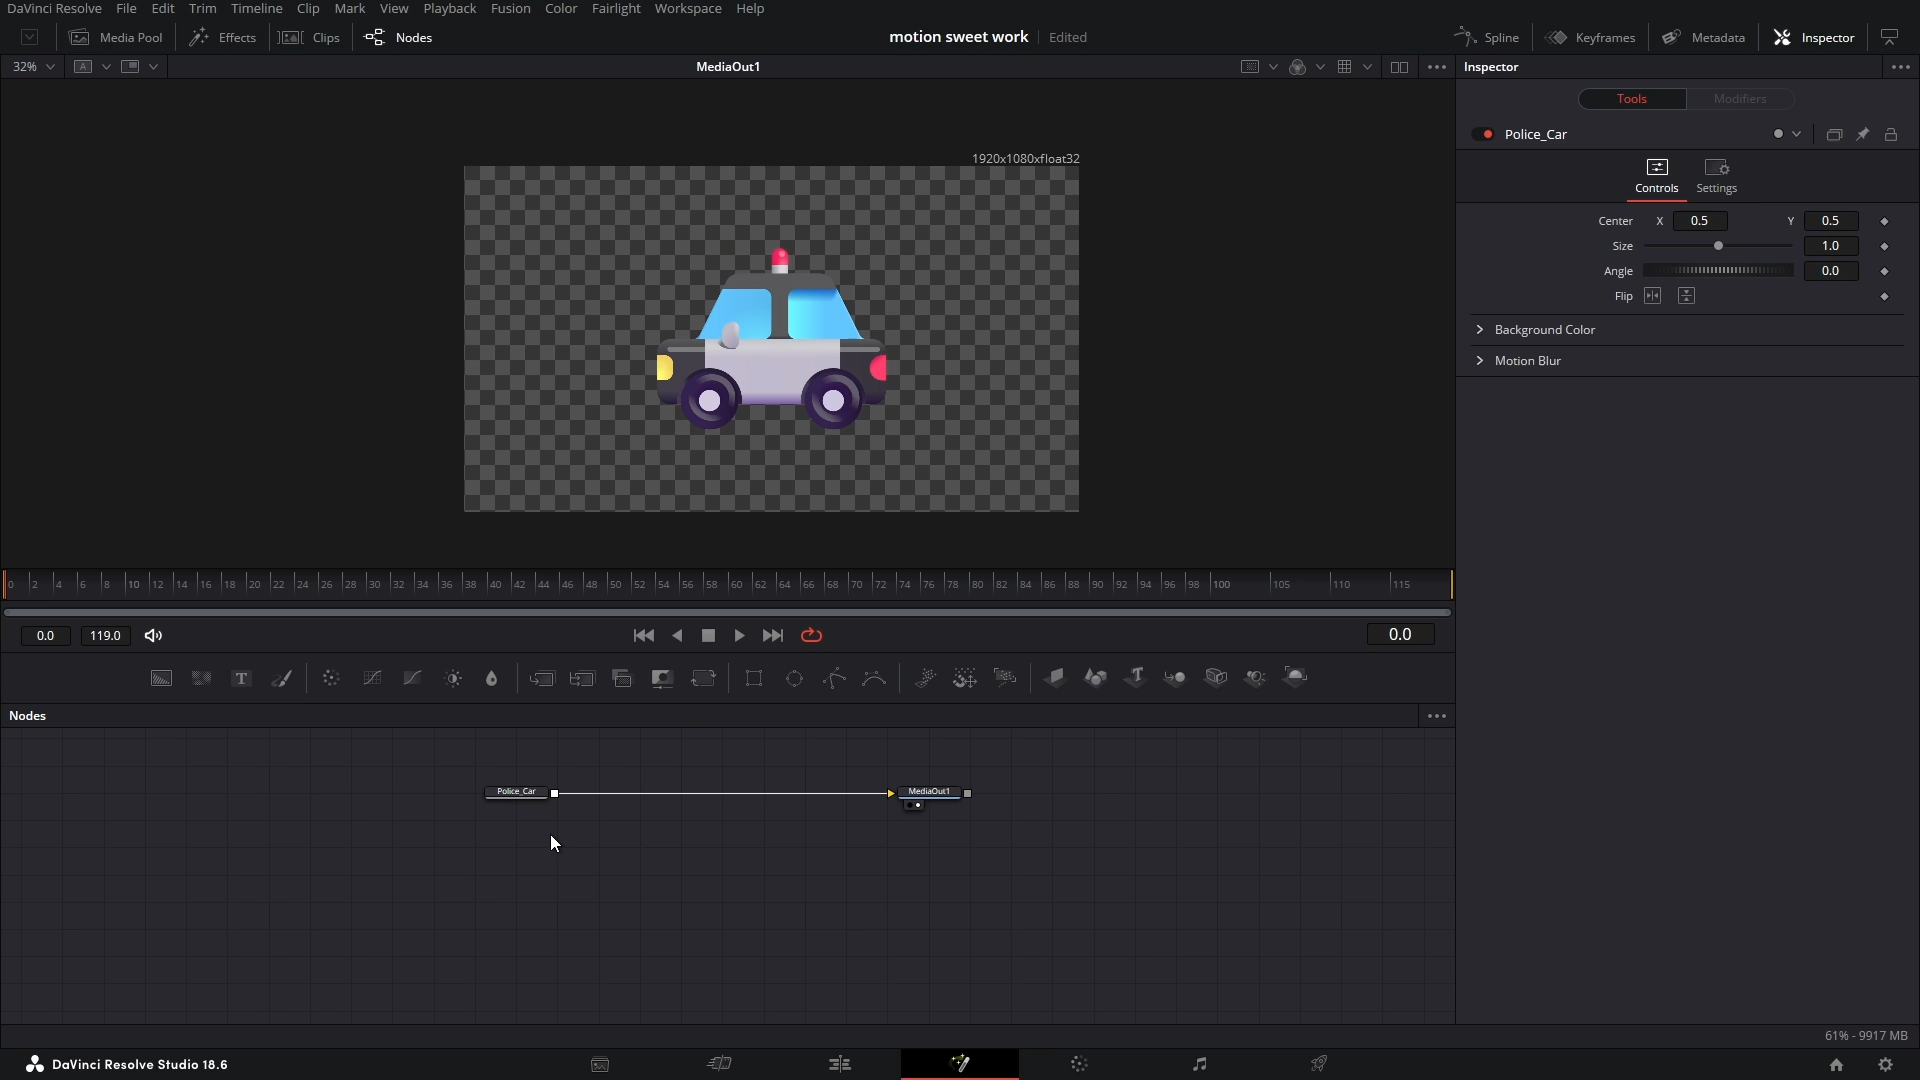 DaVinci Resolve File Edit Trim Timeline Clip Mark View Playback Fusion Color Fairlight Workspace Help
Media Pool Effects Clips Nodes motion sweet work Edited Spline Keyframes Metadata Inspector
32% A MediaOut1 Inspector
Tools Modifiers
Police_Car
1920x1080xfloat32
Controls Settings
Center X 0.5 Y 0.5
Size 1.0
Angle 0.0
Flip
Background Color
Motion Blur
0 2 4 6 8 10 12 14 16 18 20 22 24 26 28 30 32 34 36 38 40 42 44 46 48 50 52 54 56 58 60 62 64 66 68 70 72 74 76 78 80 82 84 86 88 90 92 94 96 98 100 105 110 115
0.0 119.0 0.0
T T
Nodes
Police_Car MediaOut1
61% - 9917 MB
DaVinci Resolve Studio 18.6